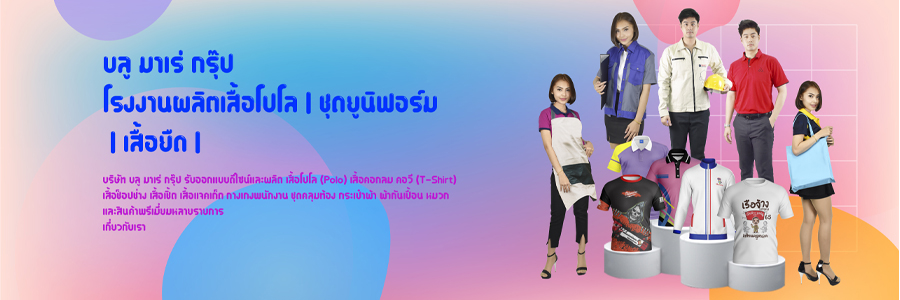 บลู มาเร่ กรุ๊ป
โรงงานผลิตเสื้อโปโล | ชุดยูนิฟอร์ม
| เสื้อยืด |
บริษัท บลู มาเร่ กรุ๊ป รับออกแบบดีไซน์และผลิต เสื้อโปโล (Polo) เสื้อคอกลม คอวี (T-Shirt)
เสื้อช็อปช่าง เสื้อเชิ้ต เสื้อแจกเก็ต กางเกงพนักงาน ชุดคลุมท้อง กระเป๋าผ้า ผ้ากันเปื้อน หมวก
และสินค้าพรีเมี่ยมหลายรายการ
เกี่ยวกับเรา
เรือจ้าง